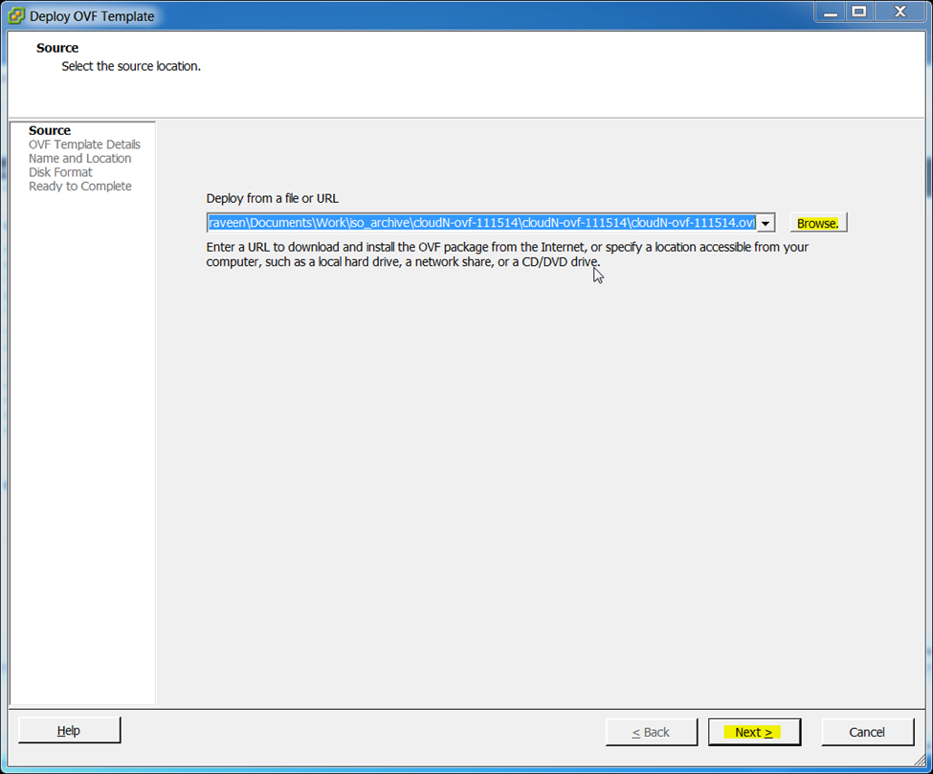 Deploy OVF Template
Source
Select the source location.
Source
OVF Template Details
Name and Location
Disk Format
Ready to Complete
Deploy from a file or URL
raveen\Documents\Work\iso_archive\cloudN-ovf-111514\cloudN-ovf-111514\cloudN-ovf-111514.ovf
Browse.
Enter a URL to download and install the OVF package from the Internet, or specify a location accessible from your
computer, such as a local hard drive, a network share, or a CD/DVD drive.
Help
< Back
Next >
Cancel